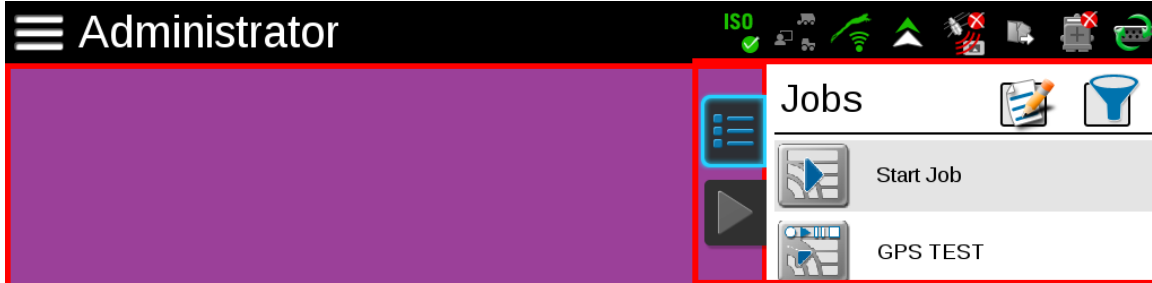 Administrator
ISO
Jobs
Start Job
GPS TEST